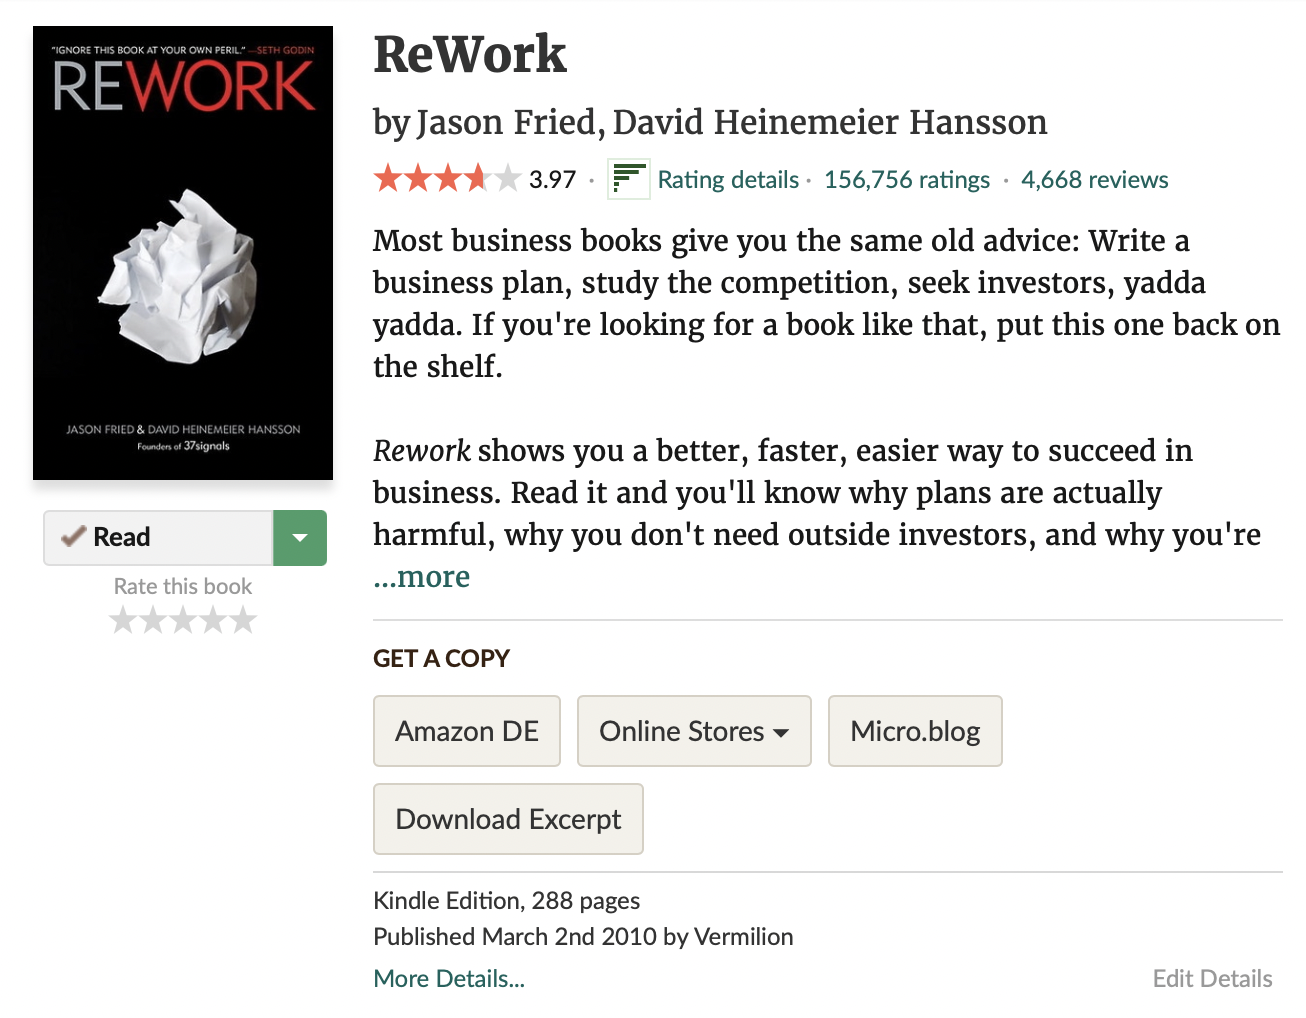 "IGNORE THIS BOOK AT YOUR OWN PERIL." —SETH GODIN
REWORK
JASON FRIED & DAVID HEINEMEIER HANSSON
Founders of 37signals
Read
Rate this book
ReWork
by Jason Fried, David Heinemeier Hansson
3.97 · Rating details · 156,756 ratings · 4,668 reviews
Most business books give you the same old advice: Write a
business plan, study the competition, seek investors, yadda
yadda. If you're looking for a book like that, put this one back on
the shelf.
Rework shows you a better, faster, easier way to succeed in
business. Read it and you'll know why plans are actually
harmful, why you don't need outside investors, and why you're
...more
GET A COPY
Amazon DE
Online Stores
Micro.blog
Download Excerpt
Kindle Edition, 288 pages
Published March 2nd 2010 by Vermilion
More Details...
Edit Details